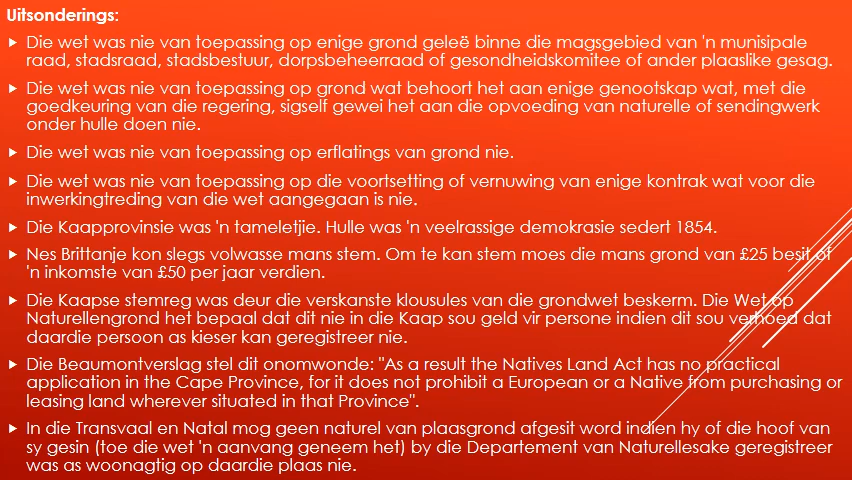 Uitsonderings:
Die wet was nie van toepassing op enige grond geleë binne die magsgebied van 'n munisipale
raad, stadsraad, stadsbestuur, dorpsbeheerraad of gesondheidskomitee of ander plaaslike gesag.
Die wet was nie van toepassing op grond wat behoort het aan enige genootskap wat, met die
goedkeuring van die regering, sigself gewei het aan die opvoeding van naturelle of sendingwerk
onder hulle doen nie.
Die wet was nie van toepassing op erflatings van grond nie.
Die wet was nie van toepassing op die voortsetting of vernuwing van enige kontrak wat voor die
inwerkingtreding van die wet aangegaan is nie.
Die Kaapprovinsie was 'n tameletjie. Hulle was 'n veelrassige demokrasie sedert 1854.
Nes Brittanje kon slegs volwasse mans stem. Om te kan stem moes die mans grond van £25 besit of
'n inkomste van £50 per jaar verdien.
Die Kaapse stemreg was deur die verskanste klousules van die grondwet beskerm. Die Wet op
Naturellengrond het bepaal dat dit nie in die Kaap sou geld vir persone indien dit sou verhoed dat
daardie persoon as kieser kan geregistreer nie.
Die Beaumontverslag stel dit onomwonde: "As a result the Natives Land Act has no practical
application in the Cape Province, for it does not prohibit a European or a Native from purchasing or
leasing land wherever situated in that Province".
In die Transvaal en Natal mog geen naturel van plaasgrond afgesit word indien hy of die hoof van
sy gesin (toe die wet 'n aanvang geneem het) by die Departement van Naturellesake geregistreer
was as woonagtig op daardie plaas nie.